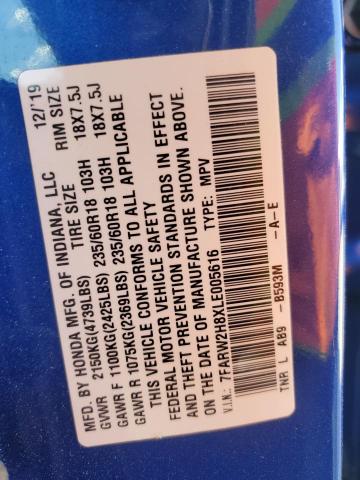 MFD. BY HONDA MFG. OF INDIANA, LLC 12/'19
TIRE SIZE RIM SIZE
GVWR 2150KG(4739LBS)
GAWR F 1100KG(2425LBS) 235/60R18 103H 18X7.5J
GAWR R 1075KG(2369LBS) 235/60R18 103H 18X7.5J
THIS VEHICLE CONFORMS TO ALL APPLICABLE
FEDERAL MOTOR VEHICLE SAFETY
AND THEFT PREVENTION STANDARDS IN EFFECT
ON THE DATE OF MANUFACTURE SHOWN ABOVE.
V.I.N.: 7FARW2H8XLE005616 TYPE: MPV
TNR L AB9 -B593M -A-E